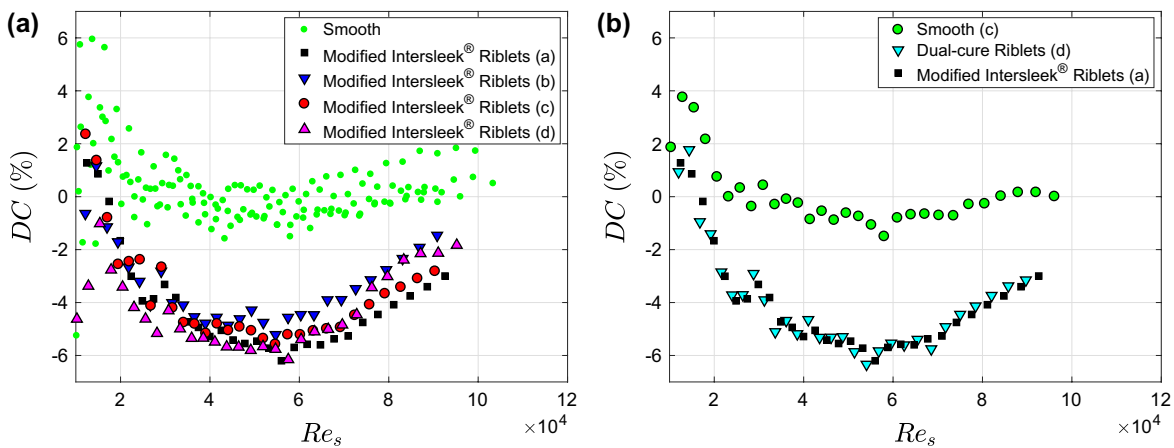 (a)
6
4
2
0
-2
-4
-6
DC (%)
2
4
6
8
10
12
×10⁴
Re_s
Smooth
Modified Intersleek® Riblets (a)
Modified Intersleek® Riblets (b)
Modified Intersleek® Riblets (c)
Modified Intersleek® Riblets (d)
(b)
6
4
2
0
-2
-4
-6
DC (%)
2
4
6
8
10
12
×10⁴
Re_s
Smooth (c)
Dual-cure Riblets (d)
Modified Intersleek® Riblets (a)